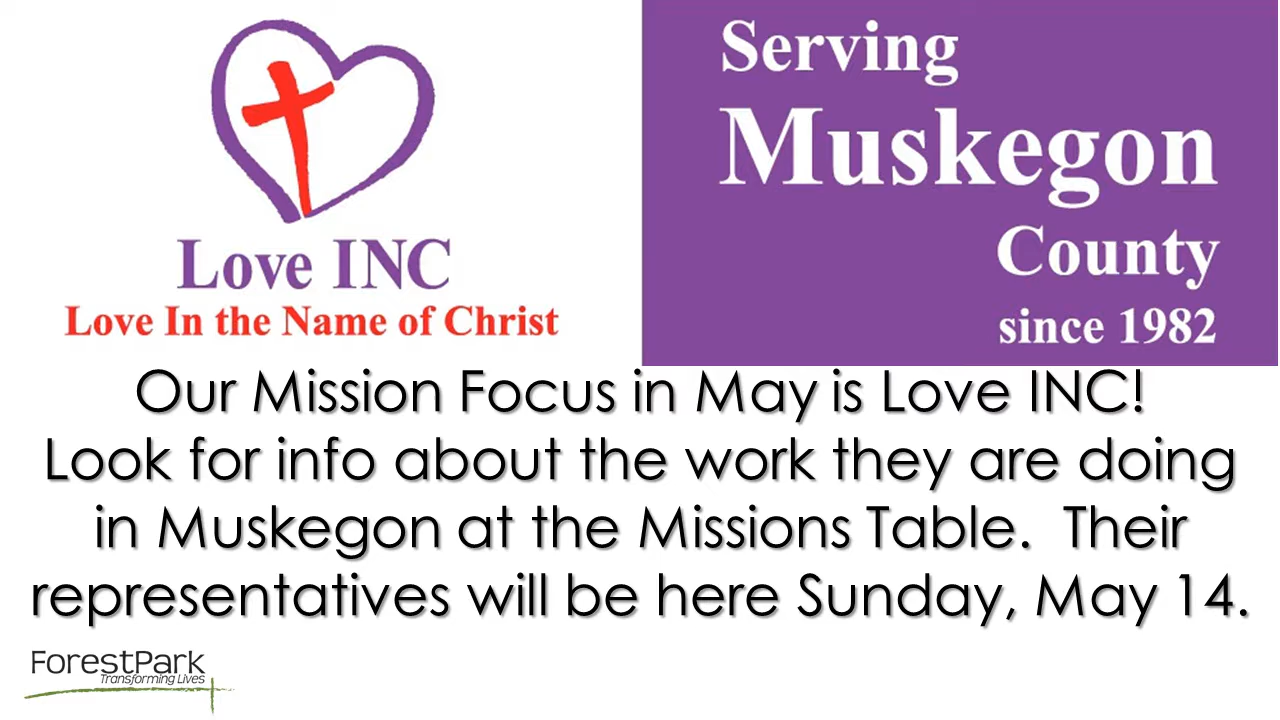 Love INC
Love In the Name of Christ
Serving
Muskegon
County
since 1982
Our Mission Focus in May is Love INC!
Look for info about the work they are doing
in Muskegon at the Missions Table.  Their
representatives will be here Sunday, May 14.
ForestPark
Transforming Lives